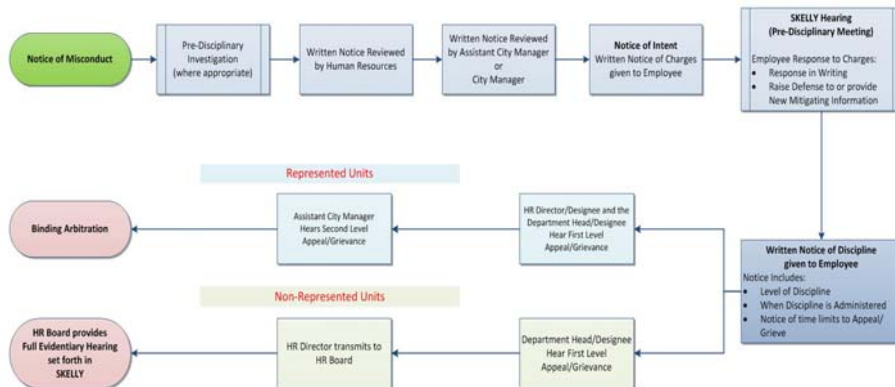 Notice of Misconduct
Pre-Disciplinary
Investigation
(where appropriate)
Written Notice Reviewed
by Human Resources
Written Notice Reviewed
by Assistant City Manager
or
City Manager
Notice of Intent
Written Notice of Charges
given to Employee
SKELLY Hearing
(Pre-Disciplinary Meeting)
Employee Response to Charges:
• Response in Writing
• Raise Defense to or provide
New Mitigating Information
Represented Units
Binding Arbitration
Assistant City Manager
Hears Second Level
Appeal/Grievance
HR Director/Designee and the
Department Head/Designee
Hear First Level
Appeal/Grievance
Written Notice of Discipline
given to Employee
Notice Includes:
• Level of Discipline
• When Discipline is Administered
• Notice of time limits to Appeal/
Grieve
Non-Represented Units
HR Board provides
Full Evidentiary Hearing
set forth in
SKELLY
HR Director transmits to
HR Board
Department Head/Designee
Hear First Level
Appeal/Grievance